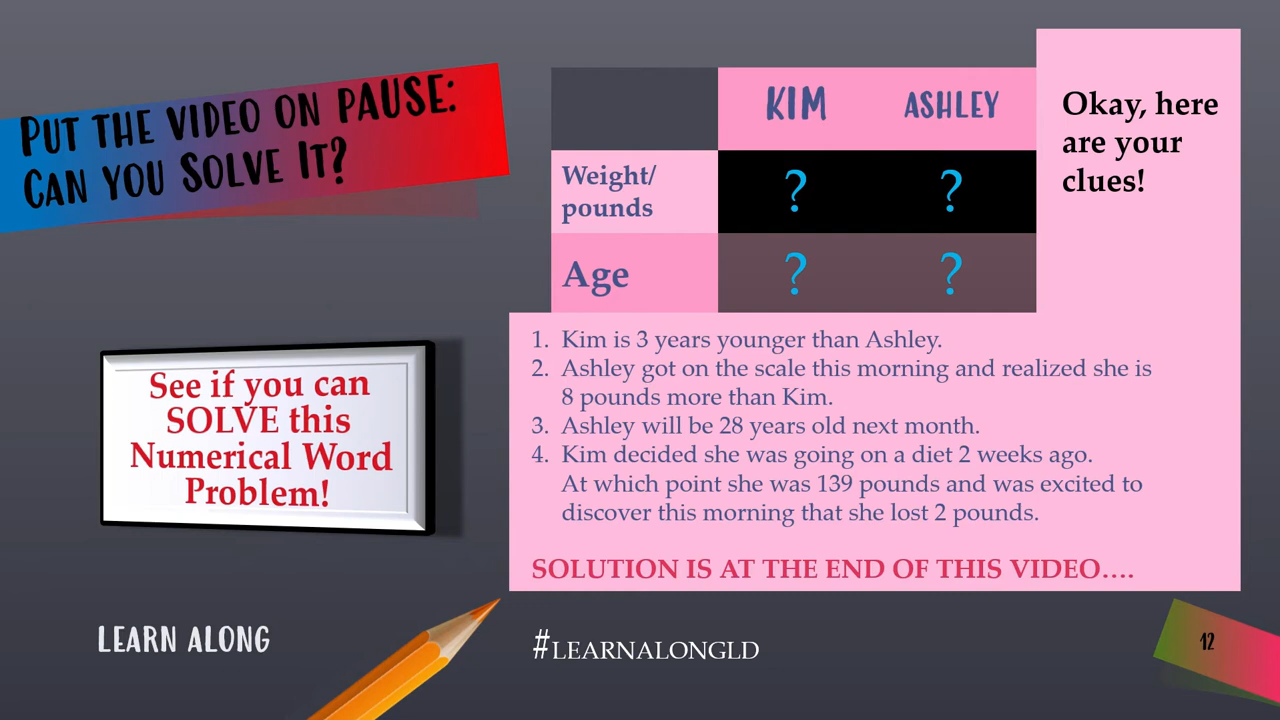 PUT THE VIDEO ON PAUSE:
CAN YOU SOLVE IT?
KIM ASHLEY
Okay, here
are your
clues!
Weight/
pounds
? ?
Age
? ?
1. Kim is 3 years younger than Ashley.
2. Ashley got on the scale this morning and realized she is
8 pounds more than Kim.
3. Ashley will be 28 years old next month.
4. Kim decided she was going on a diet 2 weeks ago.
At which point she was 139 pounds and was excited to
discover this morning that she lost 2 pounds.
SOLUTION IS AT THE END OF THIS VIDEO....
See if you can
SOLVE this
Numerical Word
Problem!
LEARN ALONG
#LEARNALONGLD
12